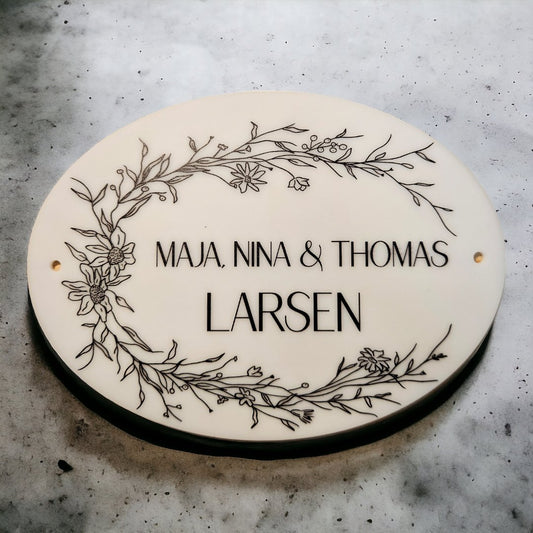 MAJA, NINA & THOMAS
LARSEN